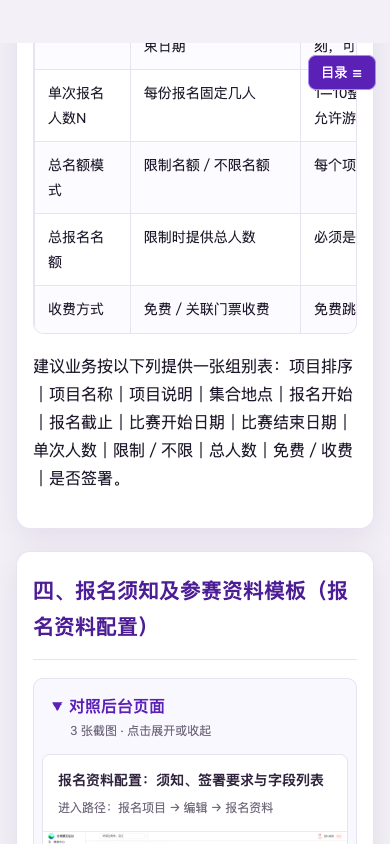 束日期
刻，可
目录 ≡
单次报名
人数N
每份报名固定几人
1—10整
允许游
总名额模
式
限制名额 / 不限名额
每个项
总报名名
额
限制时提供总人数
必须是
收费方式
免费 / 关联门票收费
免费跳
建议业务按以下列提供一张组别表：项目排序
｜项目名称｜项目说明｜集合地点｜报名开始
｜报名截止｜比赛开始日期｜比赛结束日期｜
单次人数｜限制 / 不限｜总人数｜免费 / 收费
｜是否签署。
四、报名须知及参赛资料模板（报
名资料配置）
▼ 对照后台页面
3 张截图 · 点击展开或收起
报名资料配置：须知、签署要求与字段列表
进入路径：报名项目 → 编辑 → 报名资料